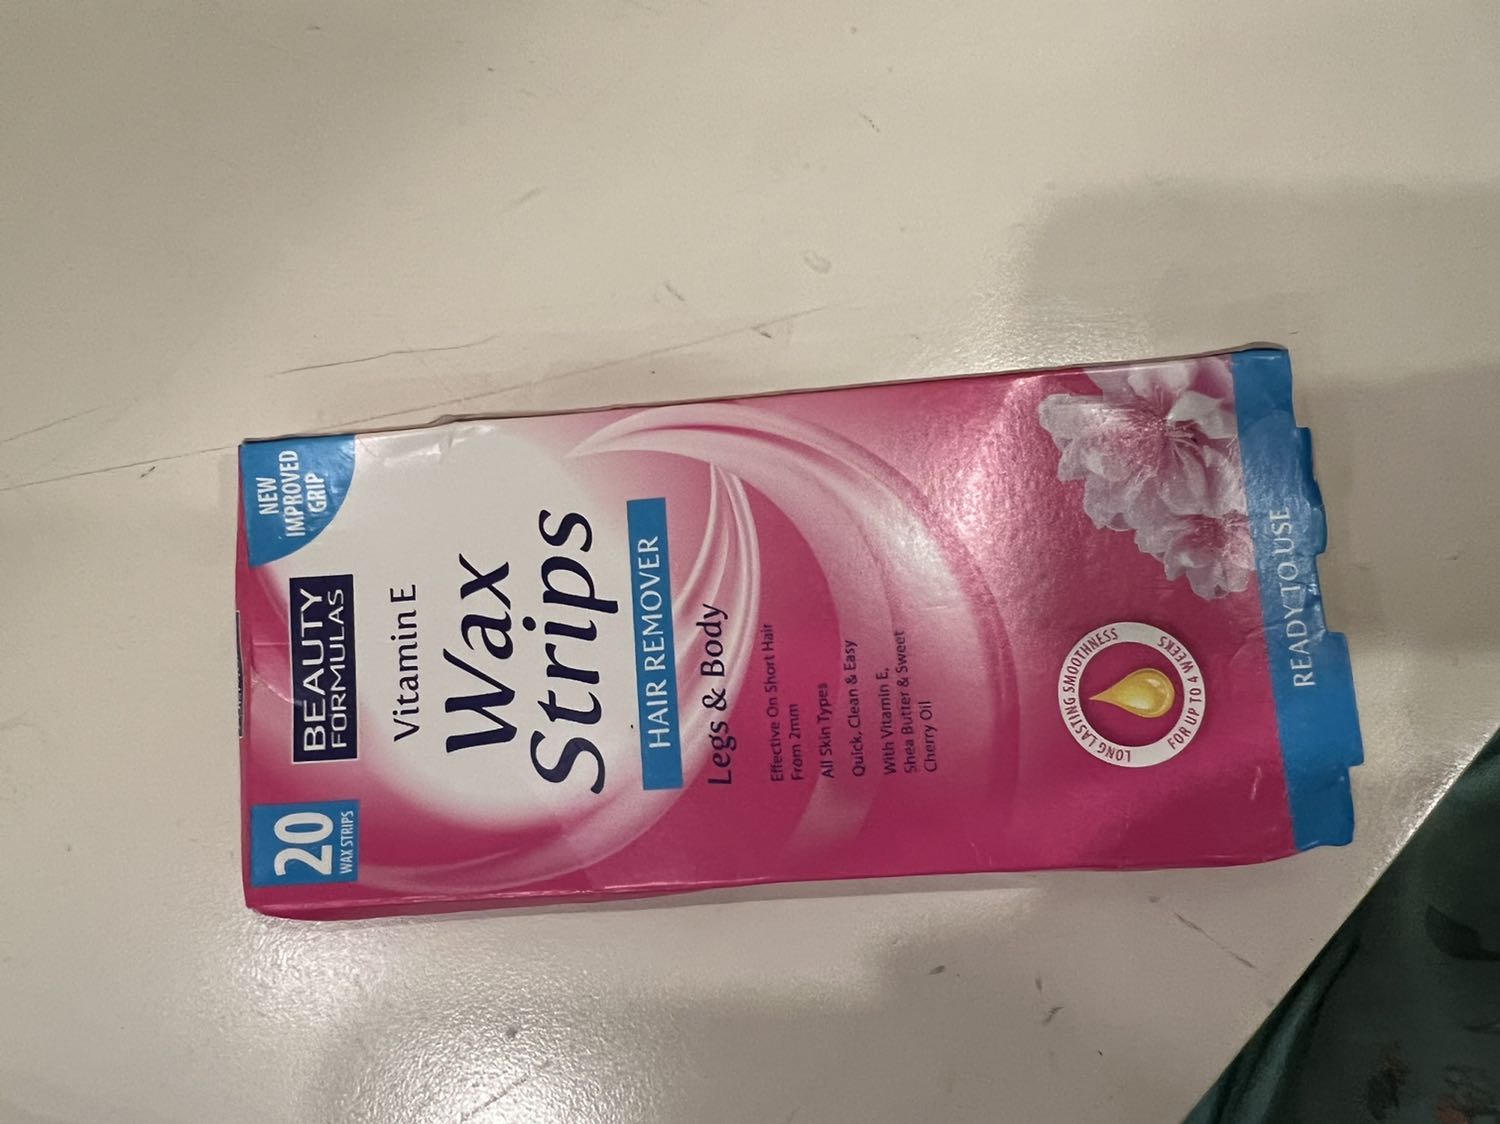 NEW
IMPROVED
GRIP
BEAUTY
FORMULAS
20
WAX STRIPS
Vitamin E
Wax
Strips
HAIR REMOVER
Legs & Body
Effective On Short Hair
From 2mm
All Skin Types
Quick, Clean & Easy
With Vitamin E,
Shea Butter & Sweet
Cherry Oil
LONG LASTING SMOOTHNESS
FOR UP TO 4 WEEKS
READY TO USE